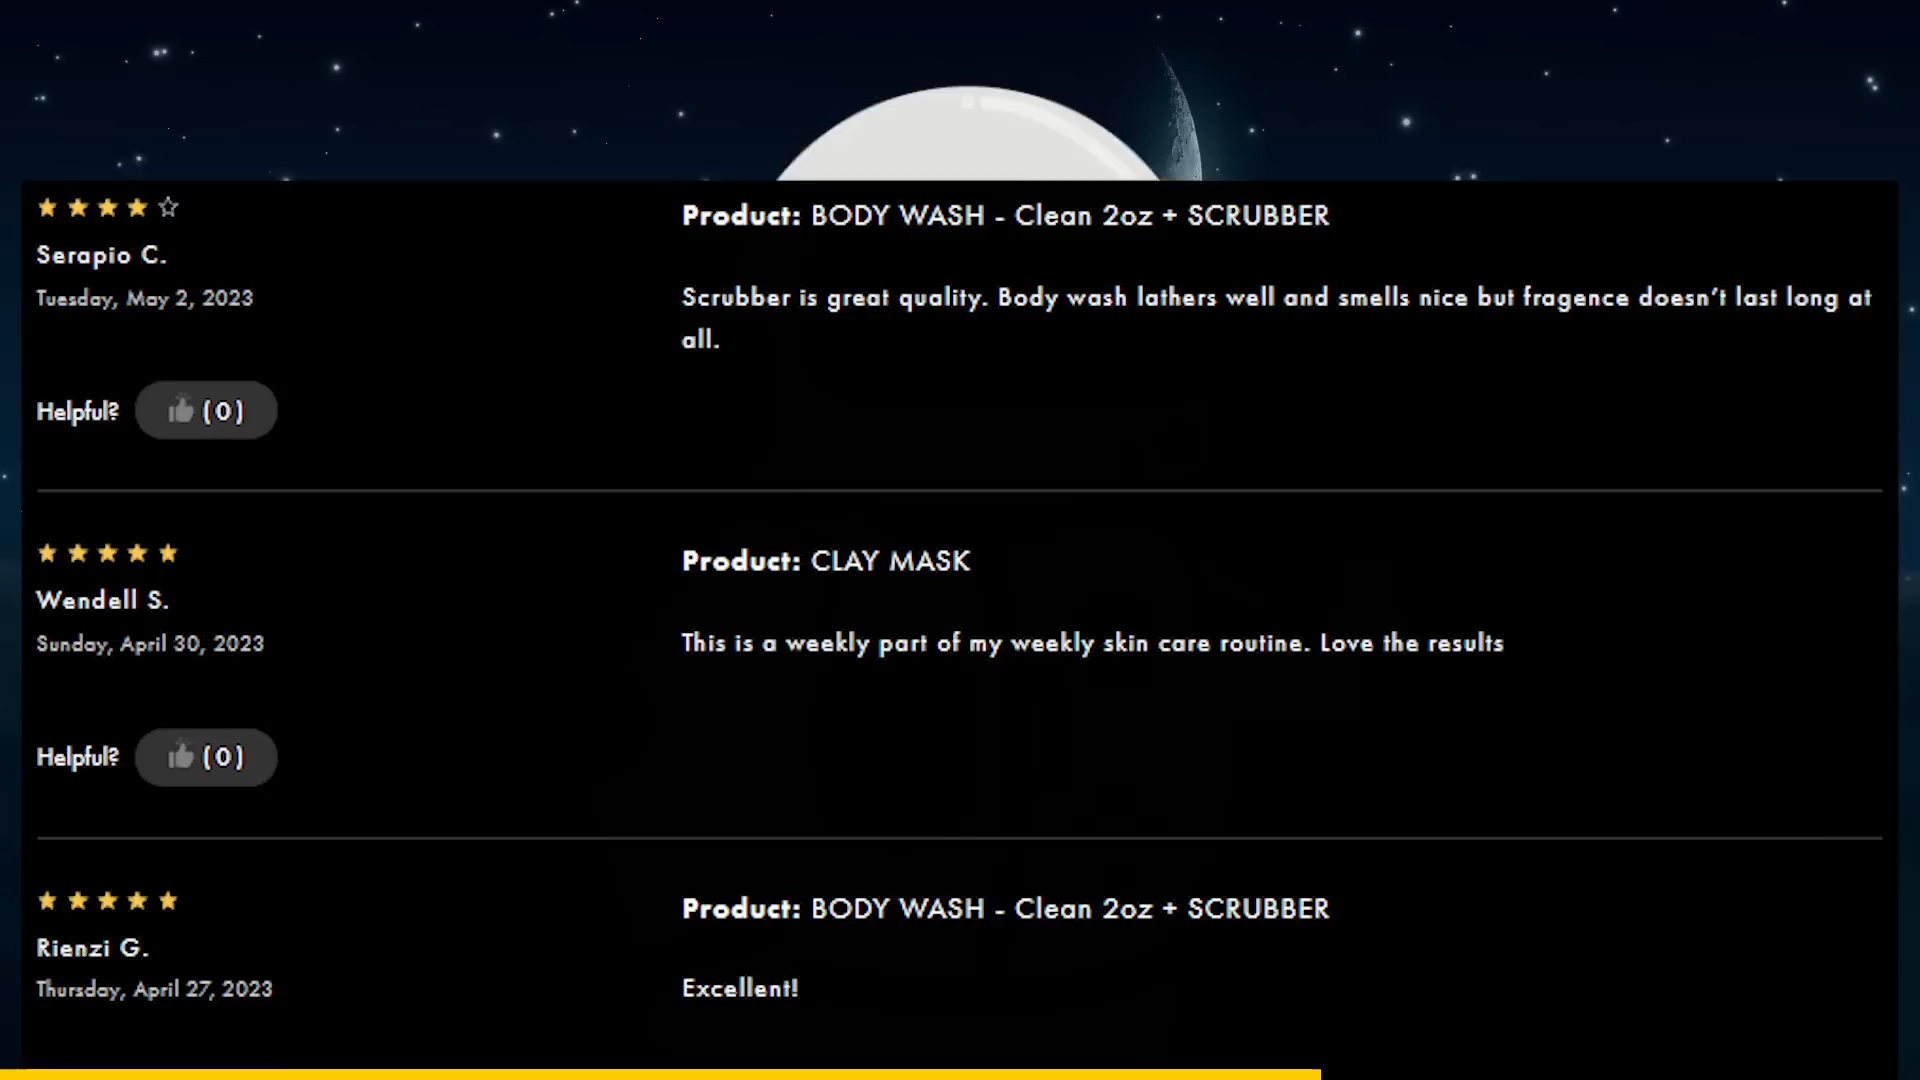 Product: BODY WASH - Clean 2oz + SCRUBBER
Serapio C.
Tuesday, May 2, 2023
Scrubber is great quality. Body wash lathers well and smells nice but fragence doesn’t last long at
all.
Helpful? (0)
Product: CLAY MASK
Wendell S.
Sunday, April 30, 2023
This is a weekly part of my weekly skin care routine. Love the results
Helpful? (0)
Product: BODY WASH - Clean 2oz + SCRUBBER
Rienzi G.
Thursday, April 27, 2023
Excellent!